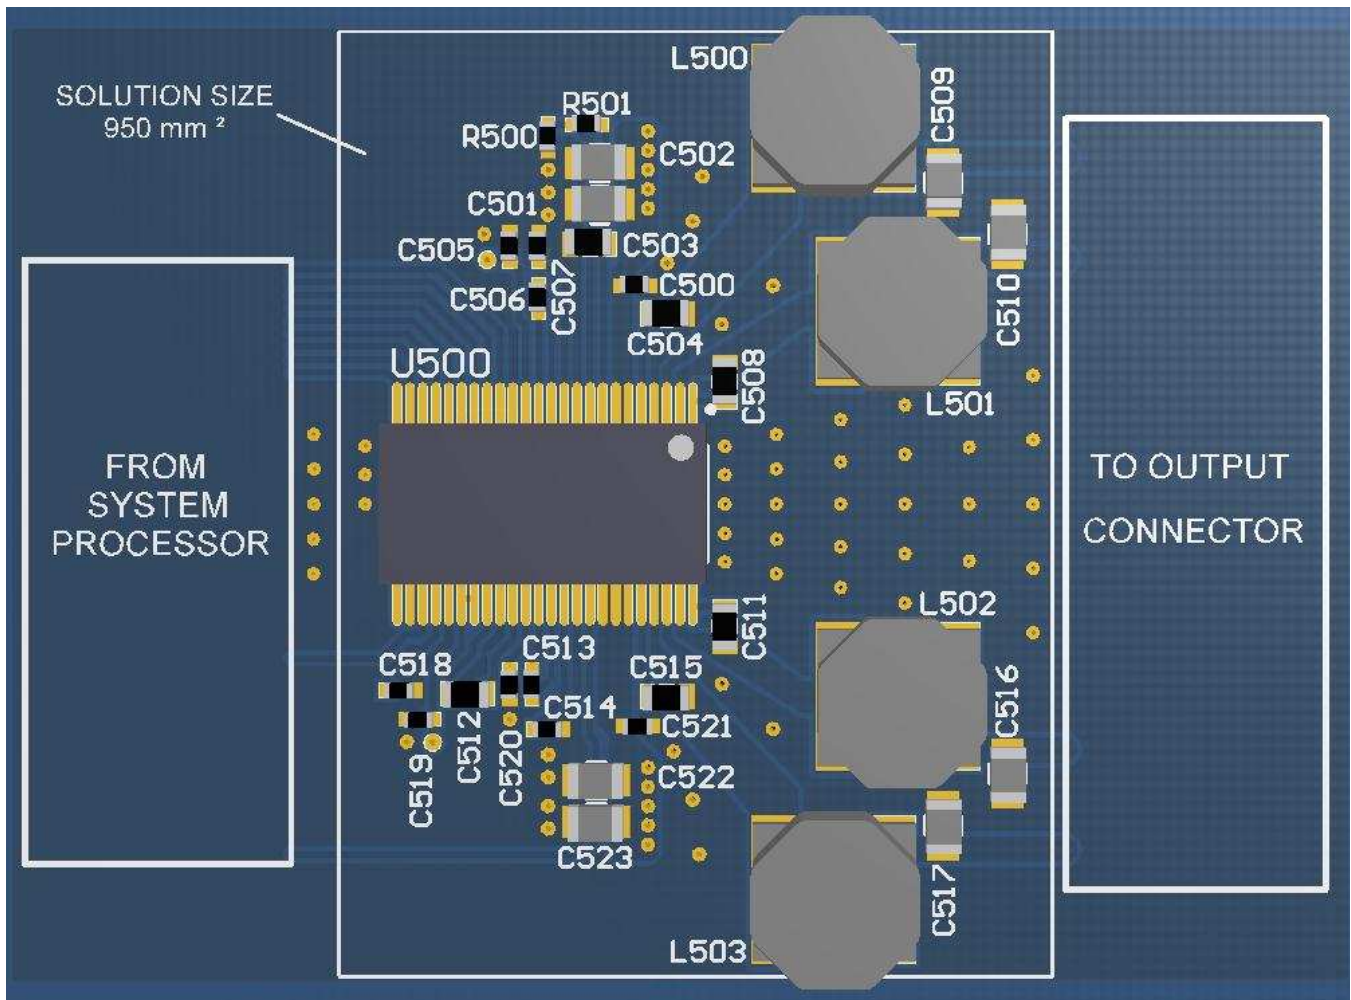 L500
C509
SOLUTION SIZE
950 mm ²
R501
R500
C502
C501
C505
C503
C507
C506
C500
C510
C504
U500
C508
L501
FROM
SYSTEM
PROCESSOR
TO OUTPUT
CONNECTOR
L502
C511
C518
C513
C515
C516
C514
C512
C521
C520
C519
C522
C523
C517
L503